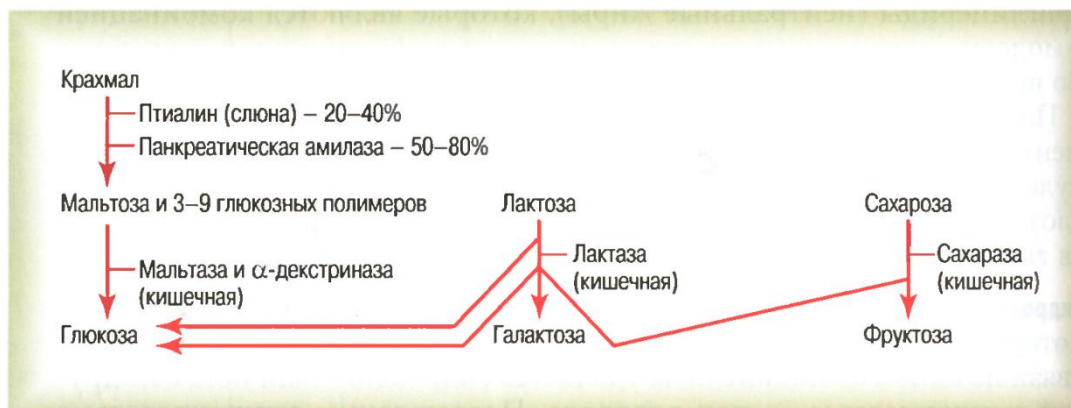 Крахмал
Птиалин (слюна) – 20–40%
Панкреатическая амилаза – 50–80%
Мальтоза и 3–9 глюкозных полимеров
Лактоза
Сахароза
Мальтаза и α-декстриназа
(кишечная)
Лактаза
(кишечная)
Сахараза
(кишечная)
Глюкоза
Галактоза
Фруктоза